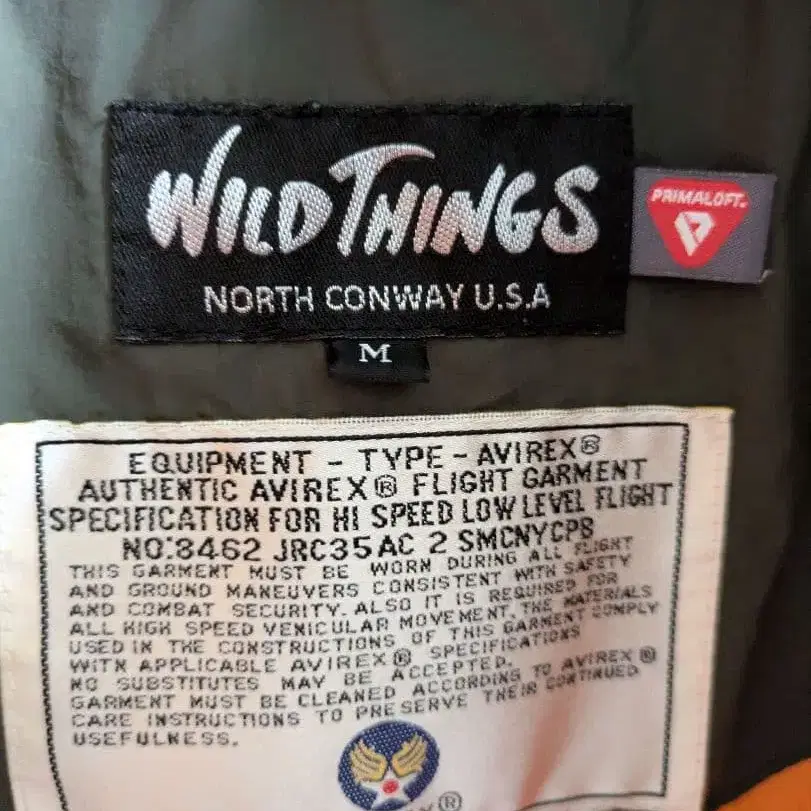 WILD THINGS
NORTH CONWAY U.S.A
PRIMALOFT®
M
EQUIPMENT - TYPE - AVIREX®
AUTHENTIC AVIREX® FLIGHT GARMENT
SPECIFICATION FOR HI SPEED LOW LEVEL FLIGHT
NO:8462 JRC35AC 2 SMCNYCPS
THIS GARMENT MUST BE WORN DURING ALL FLIGHT
AND GROUND MANEUVERS CONSISTENT WITH SAFETY
AND COMBAT SECURITY. ALSO IT IS REQUIRED FOR
ALL HIGH SPEED VEHICULAR MOVEMENT. THE MATERIALS
USED IN THE CONSTRUCTIONS OF THIS GARMENT COMPLY
WITH APPLICABLE AVIREX® SPECIFICATIONS
NO SUBSTITUTES MAY BE ACCEPTED.
GARMENT MUST BE CLEANED ACCORDING TO AVIREX®
CARE INSTRUCTIONS TO PRESERVE THEIR CONTINUED
USEFULNESS.